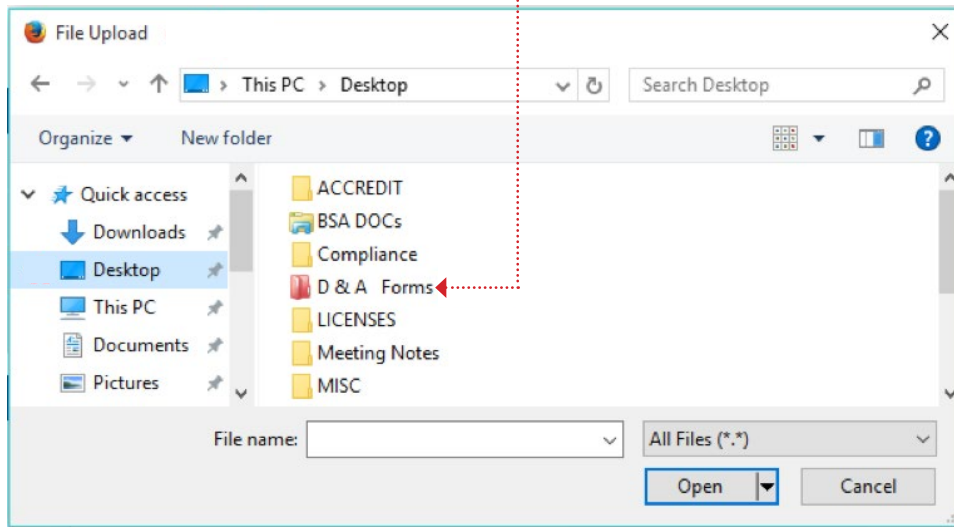 File Upload
This PC > Desktop
Search Desktop
Organize
New folder
Quick access
Downloads
Desktop
This PC
Documents
Pictures
ACCREDIT
BSA DOCs
Compliance
D & A Forms
LICENSES
Meeting Notes
MISC
File name:
All Files (*.*)
Open
Cancel